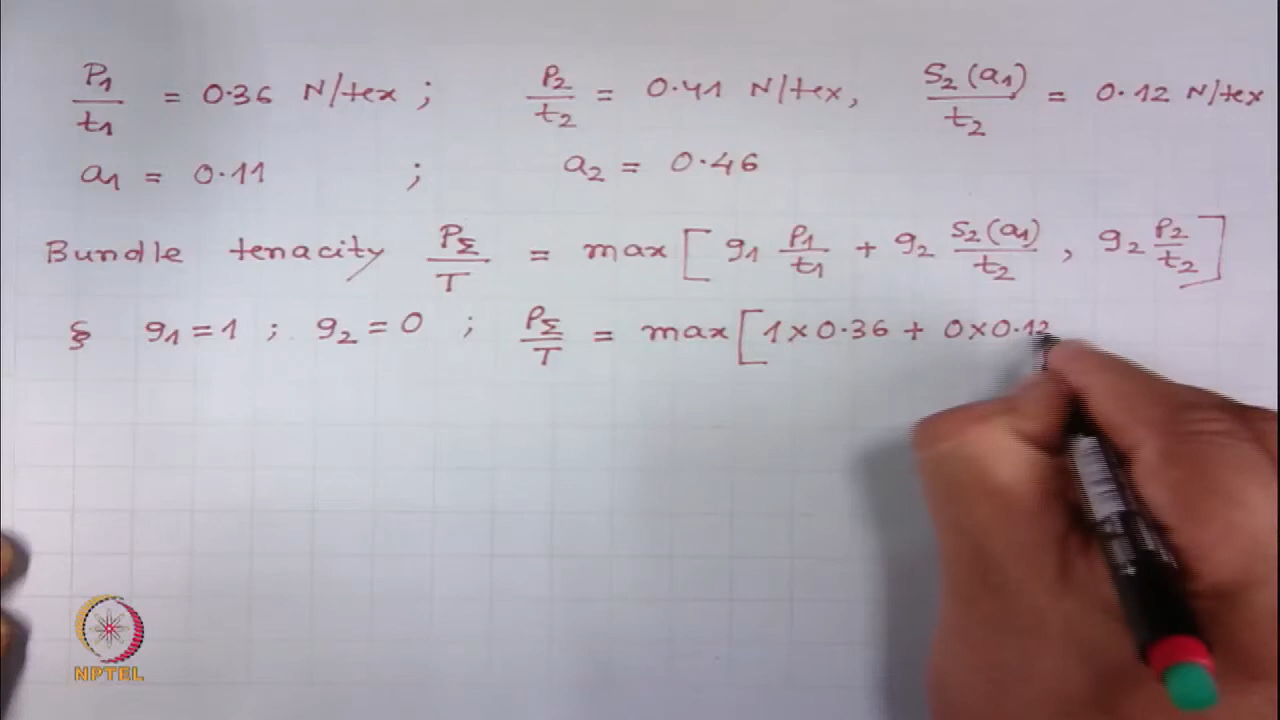 P₁/t₁ = 0.36 N/tex ; P₂/t₂ = 0.41 N/tex, S₂(a₁)/t₂ = 0.12 N/tex
a₁ = 0.11 ; a₂ = 0.46
Bundle tenacity P_Σ/T = max[g₁ P₁/t₁ + g₂ S₂(a₁)/t₂ , g₂ P₂/t₂]
§ g₁=1 ; g₂=0 ; P_Σ/T = max[1×0.36 + 0×0.12
NPTEL